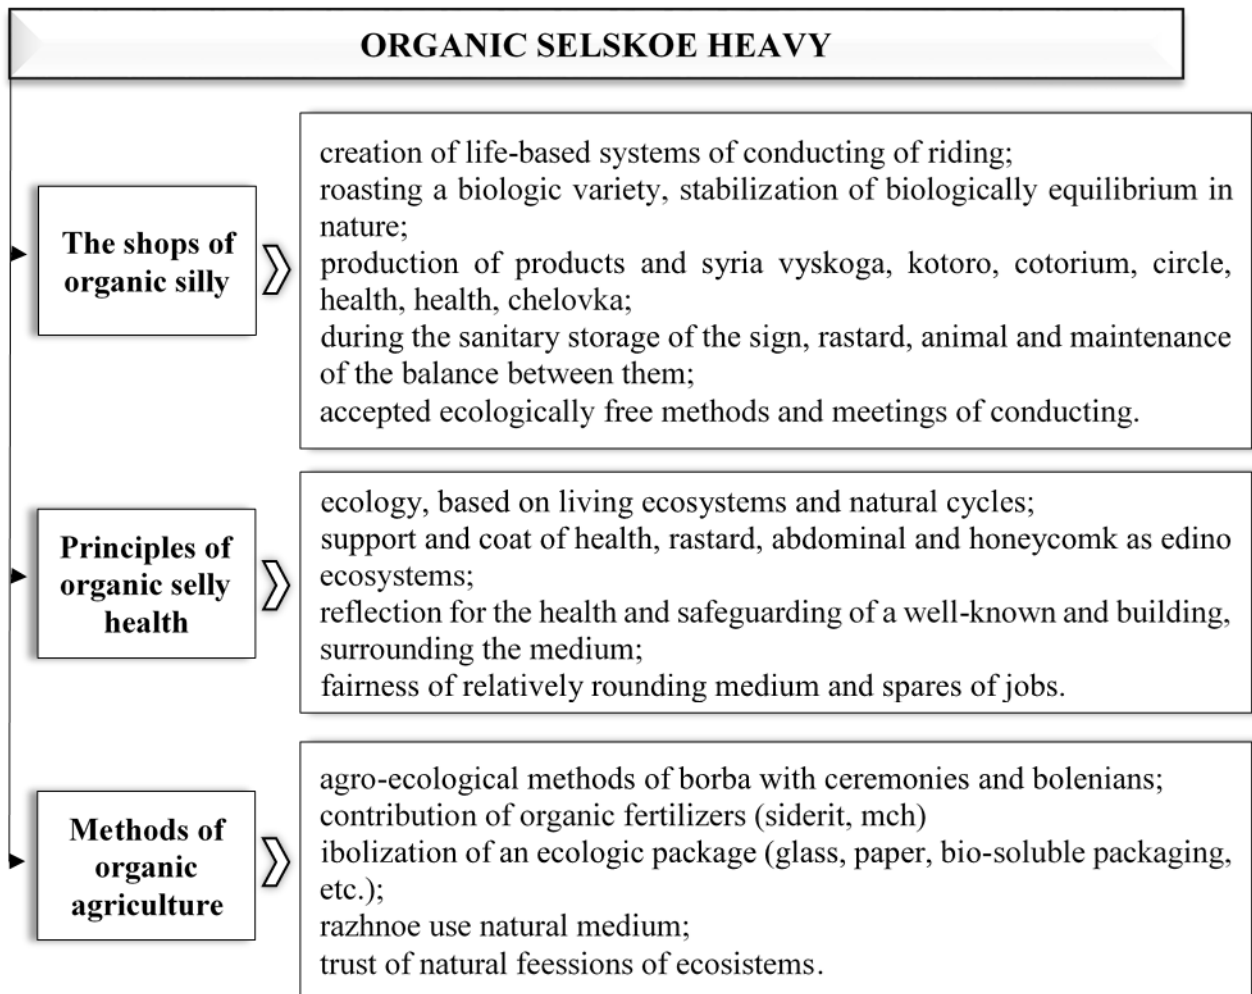 ORGANIC SELSKOE HEAVY
The shops of
organic silly
creation of life-based systems of conducting of riding;
roasting a biologic variety, stabilization of biologically equilibrium in
nature;
production of products and syria vyskoga, kotoro, cotorium, circle,
health, health, chelovka;
during the sanitary storage of the sign, rastard, animal and maintenance
of the balance between them;
accepted ecologically free methods and meetings of conducting.
Principles of
organic selly
health
ecology, based on living ecosystems and natural cycles;
support and coat of health, rastard, abdominal and honeycomk as edino
ecosystems;
reflection for the health and safeguarding of a well-known and building,
surrounding the medium;
fairness of relatively rounding medium and spares of jobs.
Methods of
organic
agriculture
agro-ecological methods of borba with ceremonies and bolenians;
contribution of organic fertilizers (siderit, mch)
ibolization of an ecologic package (glass, paper, bio-soluble packaging,
etc.);
razhnoe use natural medium;
trust of natural feessions of ecosistems.